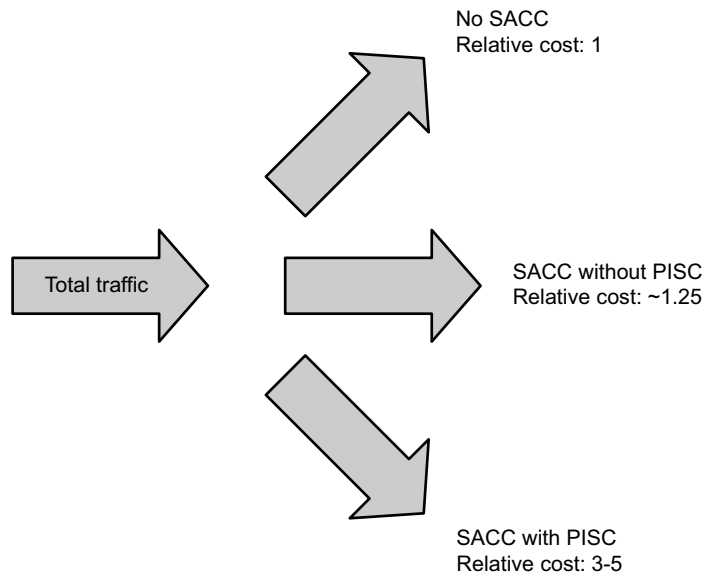 No SACC
Relative cost: 1
Total traffic
SACC without PISC
Relative cost: ~1.25
SACC with PISC
Relative cost: 3-5